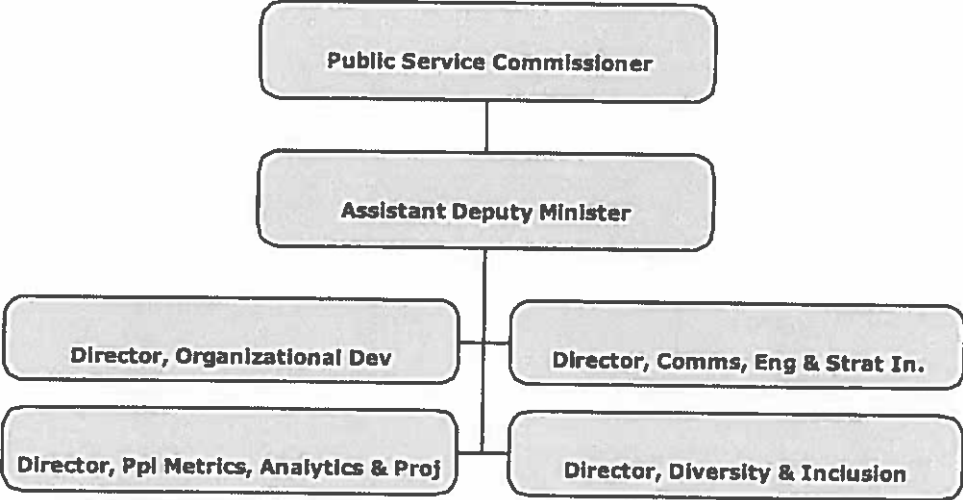 Public Service Commissioner
Assistant Deputy Minister
Director, Organizational Dev
Director, Comms, Eng & Strat In.
Director, Ppl Metrics, Analytics & Proj
Director, Diversity & Inclusion